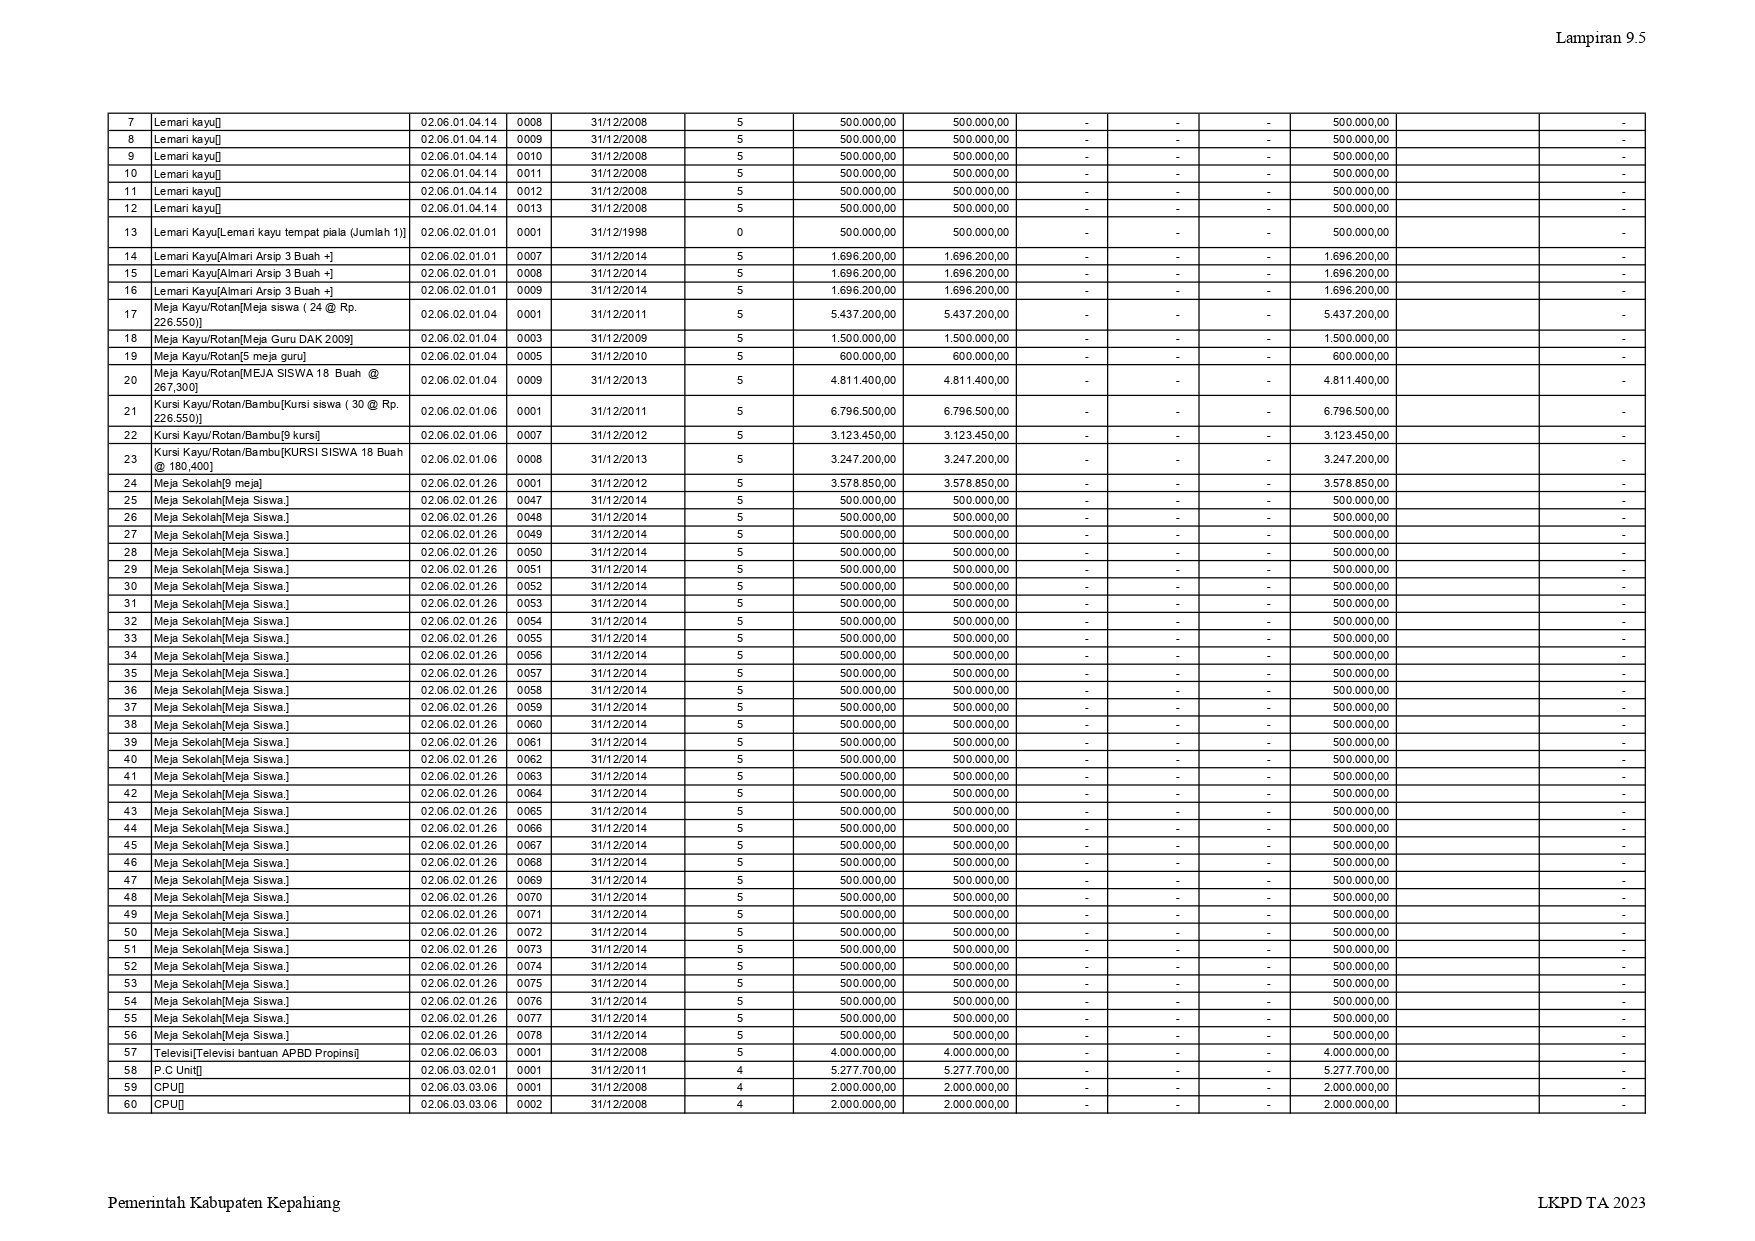 Lampiran 9.5
7 Lemari kayu[] 02.06.01.04.14 0008 31/12/2008 5 500.000,00 500.000,00 - - - 500.000,00 -
8 Lemari kayu[] 02.06.01.04.14 0009 31/12/2008 5 500.000,00 500.000,00 - - - 500.000,00 -
9 Lemari kayu[] 02.06.01.04.14 0010 31/12/2008 5 500.000,00 500.000,00 - - - 500.000,00 -
10 Lemari kayu[] 02.06.01.04.14 0011 31/12/2008 5 500.000,00 500.000,00 - - - 500.000,00 -
11 Lemari kayu[] 02.06.01.04.14 0012 31/12/2008 5 500.000,00 500.000,00 - - - 500.000,00 -
12 Lemari kayu[] 02.06.01.04.14 0013 31/12/2008 5 500.000,00 500.000,00 - - - 500.000,00 -
13 Lemari Kayu[Lemari kayu tempat piala (Jumlah 1)] 02.06.02.01.01 0001 31/12/1998 0 500.000,00 500.000,00 - - - 500.000,00 -
14 Lemari Kayu[Almari Arsip 3 Buah +] 02.06.02.01.01 0007 31/12/2014 5 1.696.200,00 1.696.200,00 - - - 1.696.200,00 -
15 Lemari Kayu[Almari Arsip 3 Buah +] 02.06.02.01.01 0008 31/12/2014 5 1.696.200,00 1.696.200,00 - - - 1.696.200,00 -
16 Lemari Kayu[Almari Arsip 3 Buah +] 02.06.02.01.01 0009 31/12/2014 5 1.696.200,00 1.696.200,00 - - - 1.696.200,00 -
17 Meja Kayu/Rotan[Meja siswa ( 24 @ Rp.
226.550)] 02.06.02.01.04 0001 31/12/2011 5 5.437.200,00 5.437.200,00 - - - 5.437.200,00 -
18 Meja Kayu/Rotan[Meja Guru DAK 2009] 02.06.02.01.04 0003 31/12/2009 5 1.500.000,00 1.500.000,00 - - - 1.500.000,00 -
19 Meja Kayu/Rotan[5 meja guru] 02.06.02.01.04 0005 31/12/2010 5 600.000,00 600.000,00 - - - 600.000,00 -
20 Meja Kayu/Rotan[MEJA SISWA 18 Buah @
267,300] 02.06.02.01.04 0009 31/12/2013 5 4.811.400,00 4.811.400,00 - - - 4.811.400,00 -
21 Kursi Kayu/Rotan/Bambu[Kursi siswa ( 30 @ Rp.
226.550)] 02.06.02.01.06 0001 31/12/2011 5 6.796.500,00 6.796.500,00 - - - 6.796.500,00 -
22 Kursi Kayu/Rotan/Bambu[9 kursi] 02.06.02.01.06 0007 31/12/2012 5 3.123.450,00 3.123.450,00 - - - 3.123.450,00 -
23 Kursi Kayu/Rotan/Bambu[KURSI SISWA 18 Buah
@ 180,400] 02.06.02.01.06 0008 31/12/2013 5 3.247.200,00 3.247.200,00 - - - 3.247.200,00 -
24 Meja Sekolah[9 meja] 02.06.02.01.26 0001 31/12/2012 5 3.578.850,00 3.578.850,00 - - - 3.578.850,00 -
25 Meja Sekolah[Meja Siswa.] 02.06.02.01.26 0047 31/12/2014 5 500.000,00 500.000,00 - - - 500.000,00 -
26 Meja Sekolah[Meja Siswa.] 02.06.02.01.26 0048 31/12/2014 5 500.000,00 500.000,00 - - - 500.000,00 -
27 Meja Sekolah[Meja Siswa.] 02.06.02.01.26 0049 31/12/2014 5 500.000,00 500.000,00 - - - 500.000,00 -
28 Meja Sekolah[Meja Siswa.] 02.06.02.01.26 0050 31/12/2014 5 500.000,00 500.000,00 - - - 500.000,00 -
29 Meja Sekolah[Meja Siswa.] 02.06.02.01.26 0051 31/12/2014 5 500.000,00 500.000,00 - - - 500.000,00 -
30 Meja Sekolah[Meja Siswa.] 02.06.02.01.26 0052 31/12/2014 5 500.000,00 500.000,00 - - - 500.000,00 -
31 Meja Sekolah[Meja Siswa.] 02.06.02.01.26 0053 31/12/2014 5 500.000,00 500.000,00 - - - 500.000,00 -
32 Meja Sekolah[Meja Siswa.] 02.06.02.01.26 0054 31/12/2014 5 500.000,00 500.000,00 - - - 500.000,00 -
33 Meja Sekolah[Meja Siswa.] 02.06.02.01.26 0055 31/12/2014 5 500.000,00 500.000,00 - - - 500.000,00 -
34 Meja Sekolah[Meja Siswa.] 02.06.02.01.26 0056 31/12/2014 5 500.000,00 500.000,00 - - - 500.000,00 -
35 Meja Sekolah[Meja Siswa.] 02.06.02.01.26 0057 31/12/2014 5 500.000,00 500.000,00 - - - 500.000,00 -
36 Meja Sekolah[Meja Siswa.] 02.06.02.01.26 0058 31/12/2014 5 500.000,00 500.000,00 - - - 500.000,00 -
37 Meja Sekolah[Meja Siswa.] 02.06.02.01.26 0059 31/12/2014 5 500.000,00 500.000,00 - - - 500.000,00 -
38 Meja Sekolah[Meja Siswa.] 02.06.02.01.26 0060 31/12/2014 5 500.000,00 500.000,00 - - - 500.000,00 -
39 Meja Sekolah[Meja Siswa.] 02.06.02.01.26 0061 31/12/2014 5 500.000,00 500.000,00 - - - 500.000,00 -
40 Meja Sekolah[Meja Siswa.] 02.06.02.01.26 0062 31/12/2014 5 500.000,00 500.000,00 - - - 500.000,00 -
41 Meja Sekolah[Meja Siswa.] 02.06.02.01.26 0063 31/12/2014 5 500.000,00 500.000,00 - - - 500.000,00 -
42 Meja Sekolah[Meja Siswa.] 02.06.02.01.26 0064 31/12/2014 5 500.000,00 500.000,00 - - - 500.000,00 -
43 Meja Sekolah[Meja Siswa.] 02.06.02.01.26 0065 31/12/2014 5 500.000,00 500.000,00 - - - 500.000,00 -
44 Meja Sekolah[Meja Siswa.] 02.06.02.01.26 0066 31/12/2014 5 500.000,00 500.000,00 - - - 500.000,00 -
45 Meja Sekolah[Meja Siswa.] 02.06.02.01.26 0067 31/12/2014 5 500.000,00 500.000,00 - - - 500.000,00 -
46 Meja Sekolah[Meja Siswa.] 02.06.02.01.26 0068 31/12/2014 5 500.000,00 500.000,00 - - - 500.000,00 -
47 Meja Sekolah[Meja Siswa.] 02.06.02.01.26 0069 31/12/2014 5 500.000,00 500.000,00 - - - 500.000,00 -
48 Meja Sekolah[Meja Siswa.] 02.06.02.01.26 0070 31/12/2014 5 500.000,00 500.000,00 - - - 500.000,00 -
49 Meja Sekolah[Meja Siswa.] 02.06.02.01.26 0071 31/12/2014 5 500.000,00 500.000,00 - - - 500.000,00 -
50 Meja Sekolah[Meja Siswa.] 02.06.02.01.26 0072 31/12/2014 5 500.000,00 500.000,00 - - - 500.000,00 -
51 Meja Sekolah[Meja Siswa.] 02.06.02.01.26 0073 31/12/2014 5 500.000,00 500.000,00 - - - 500.000,00 -
52 Meja Sekolah[Meja Siswa.] 02.06.02.01.26 0074 31/12/2014 5 500.000,00 500.000,00 - - - 500.000,00 -
53 Meja Sekolah[Meja Siswa.] 02.06.02.01.26 0075 31/12/2014 5 500.000,00 500.000,00 - - - 500.000,00 -
54 Meja Sekolah[Meja Siswa.] 02.06.02.01.26 0076 31/12/2014 5 500.000,00 500.000,00 - - - 500.000,00 -
55 Meja Sekolah[Meja Siswa.] 02.06.02.01.26 0077 31/12/2014 5 500.000,00 500.000,00 - - - 500.000,00 -
56 Meja Sekolah[Meja Siswa.] 02.06.02.01.26 0078 31/12/2014 5 500.000,00 500.000,00 - - - 500.000,00 -
57 Televisi[Televisi bantuan APBD Propinsi] 02.06.02.06.03 0001 31/12/2008 5 4.000.000,00 4.000.000,00 - - - 4.000.000,00 -
58 P.C Unit[] 02.06.03.02.01 0001 31/12/2011 4 5.277.700,00 5.277.700,00 - - - 5.277.700,00 -
59 CPU[] 02.06.03.03.06 0001 31/12/2008 4 2.000.000,00 2.000.000,00 - - - 2.000.000,00 -
60 CPU[] 02.06.03.03.06 0002 31/12/2008 4 2.000.000,00 2.000.000,00 - - - 2.000.000,00 -
Pemerintah Kabupaten Kepahiang LKPD TA 2023